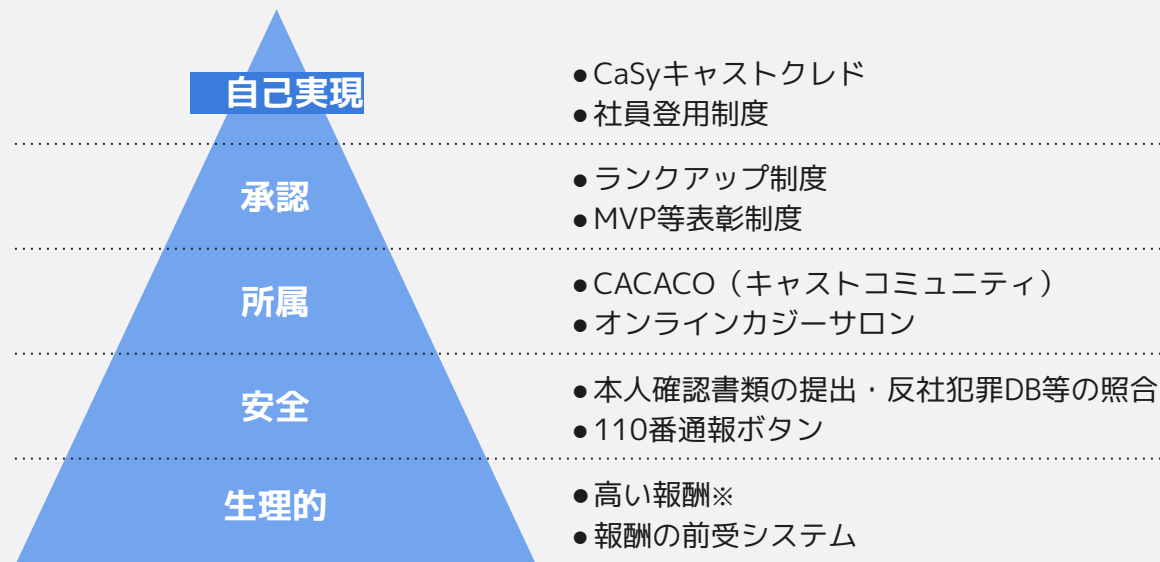 自己実現
●CaSyキャストクレド
●社員登用制度
承認
●ランクアップ制度
●MVP等表彰制度
所属
●CACACO（キャストコミュニティ）
●オンラインカジーサロン
安全
●本人確認書類の提出・反社犯罪DB等の照合
●110番通報ボタン
生理的
●高い報酬※
●報酬の前受システム